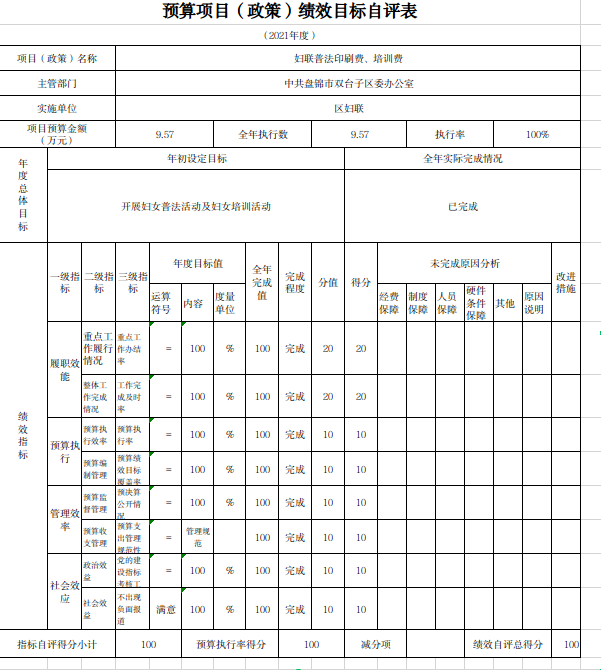 预算项目（政策）绩效目标自评表
（2021年度）
项目（政策）名称 妇联普法印刷费、培训费
主管部门 中共盘锦市双台子区委办公室
实施单位 区妇联
项目预算金额（万元） 9.57 全年执行数 9.57 执行率 100%
年度总体目标 年初设定目标 全年实际完成情况
开展妇女普法活动及妇女培训活动 已完成
绩效指标 一级指标 二级指标 三级指标 年度目标值 全年完成值 完成程度 分值 得分 未完成原因分析 改进措施
运算符号 内容 度量单位 经费保障 制度保障 人员保障 硬件条件保障 其他 原因说明
履职效能 重点工作履行情况 重点工作办结率 = 100 % 100 完成 20 20
整体工作完成情况 工作完成及时率 = 100 % 100 完成 20 20
预算执行 预算执行效率 预算执行率 = 100 % 100 完成 10 10
预算编制管理 预算绩效目标覆盖率 = 100 % 100 完成 10 10
管理效率 预算监督管理 预决算公开情况 = 100 % 100 完成 10 10
预算收支管理 预算支出管理规范性 = 管理规范 100 完成 10 10
社会效应 政治效益 党的建设指标考核工 = 100 % 100 完成 10 10
社会效益 不出现负面报道 满意 100 % 100 完成 10 10
指标自评得分小计 100 预算执行率得分 100 减分项 绩效自评总得分 100